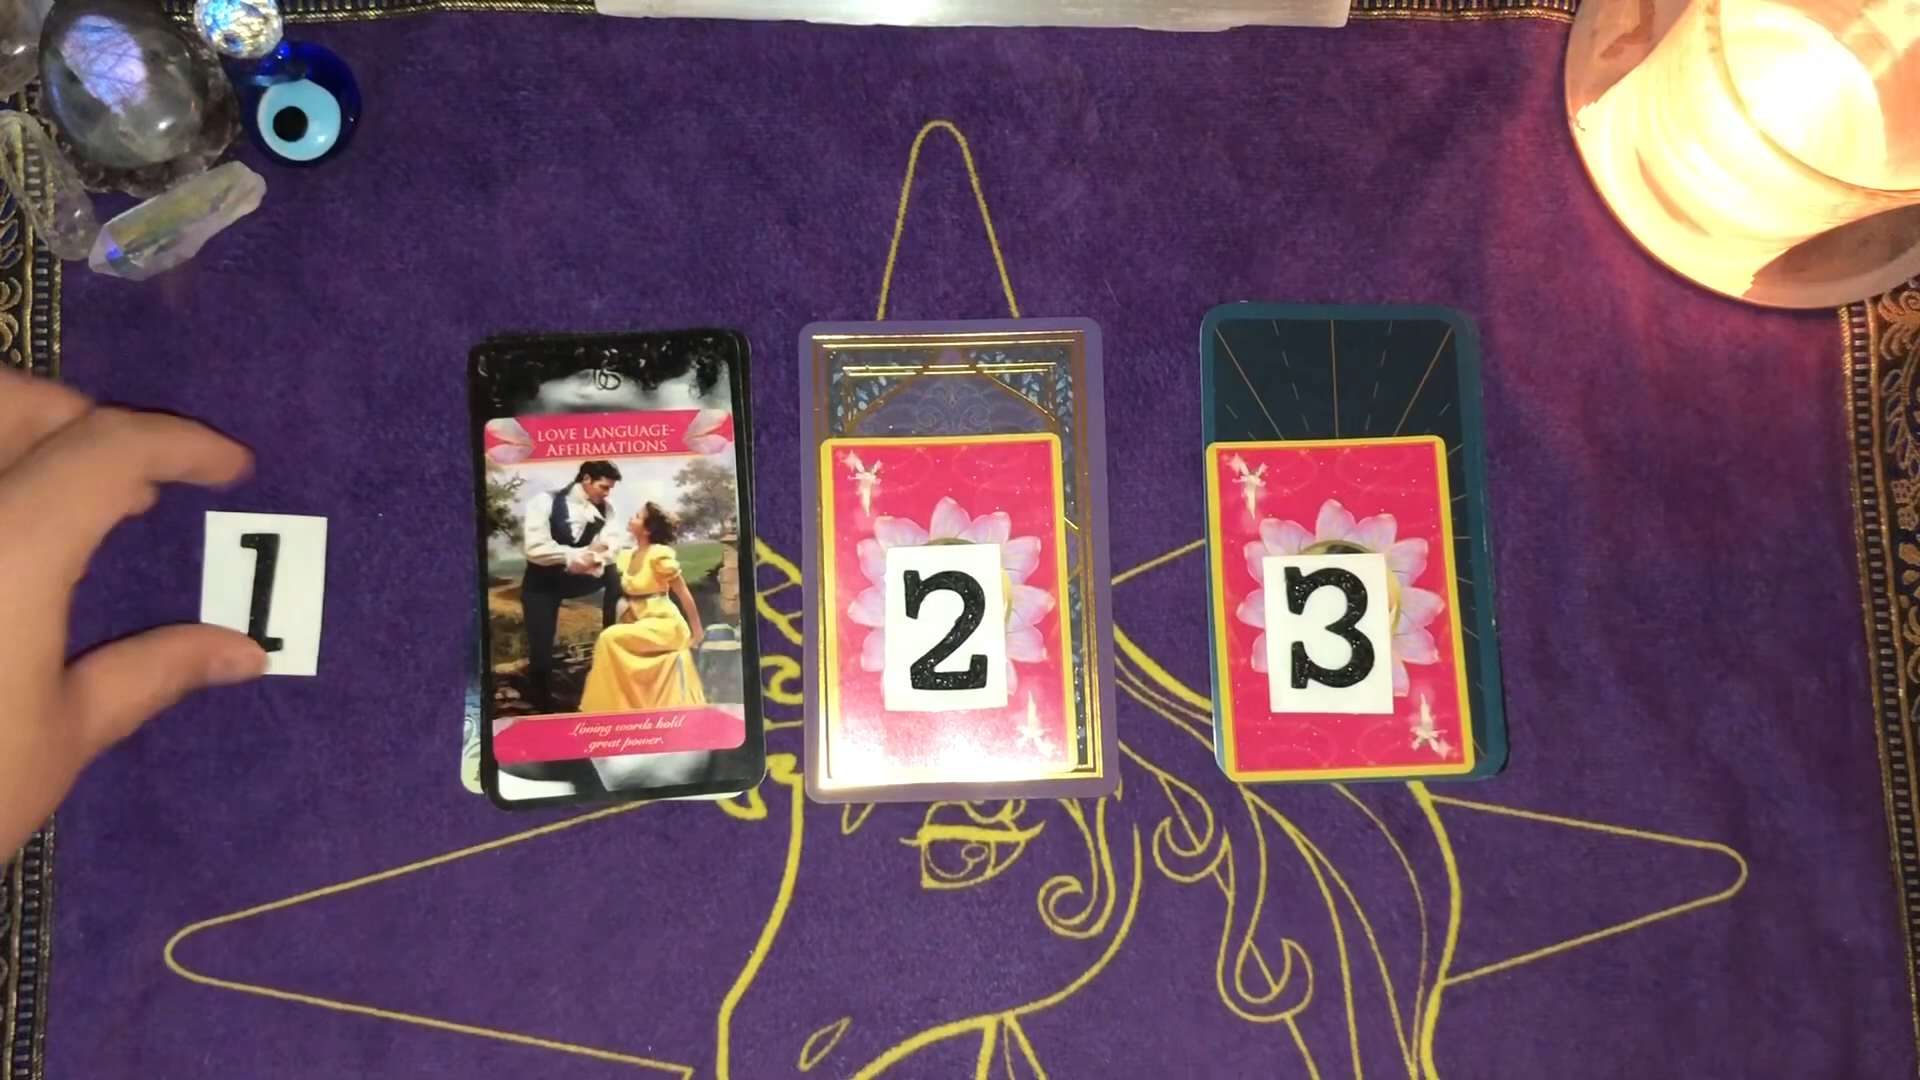 1
LOVE LANGUAGE-
AFFIRMATIONS
Loving words hold
great power.
2
3